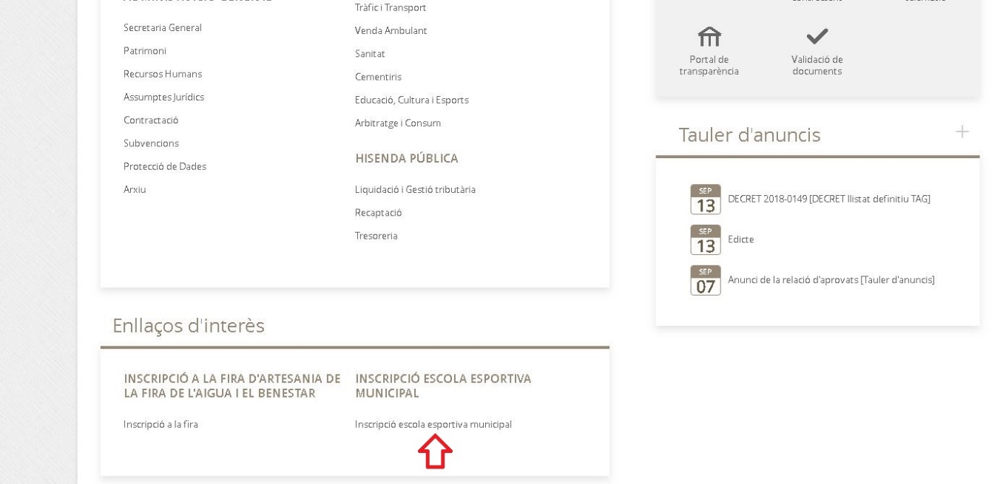 Secretaria General
Patrimoni
Recursos Humans
Assumptes Jurídics
Contractació
Subvencions
Protecció de Dades
Arxiu
Tràfic i Transport
Venda Ambulant
Sanitat
Cementiris
Educació, Cultura i Esports
Arbitratge i Consum
HISENDA PÚBLICA
Liquidació i Gestió tributària
Recaptació
Tresoreria
Enllaços d'interès
INSCRIPCIÓ A LA FIRA D'ARTESANIA DE
LA FIRA DE L'AIGUA I EL BENESTAR
Inscripció a la fira
INSCRIPCIÓ ESCOLA ESPORTIVA
MUNICIPAL
Inscripció escola esportiva municipal
Portal de
transparència
Validació de
documents
Tauler d'anuncis
SEP
13
DECRET 2018-0149 [DECRET llistat definitiu TAG]
SEP
13
Edicte
SEP
07
Anunci de la relació d'aprovats [Tauler d'anuncis]